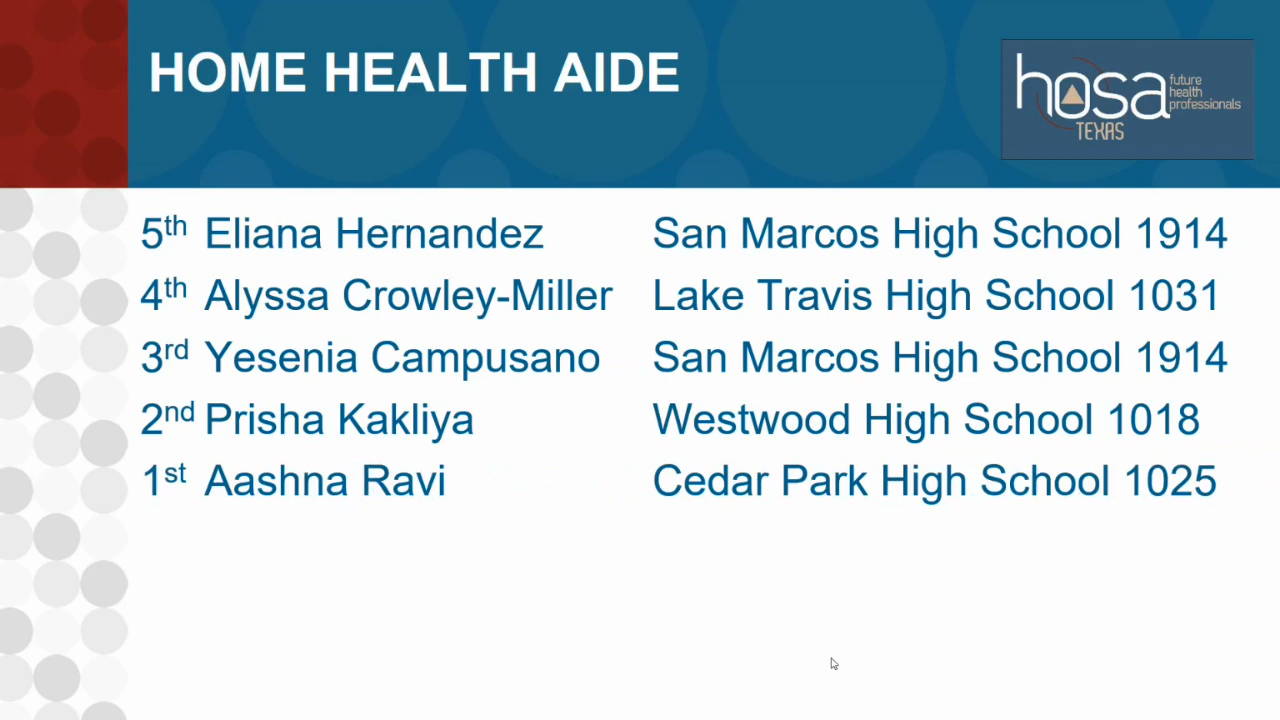 HOME HEALTH AIDE
hosa future health professionals
TEXAS
5th Eliana Hernandez San Marcos High School 1914
4th Alyssa Crowley-Miller Lake Travis High School 1031
3rd Yesenia Campusano San Marcos High School 1914
2nd Prisha Kakliya Westwood High School 1018
1st Aashna Ravi Cedar Park High School 1025